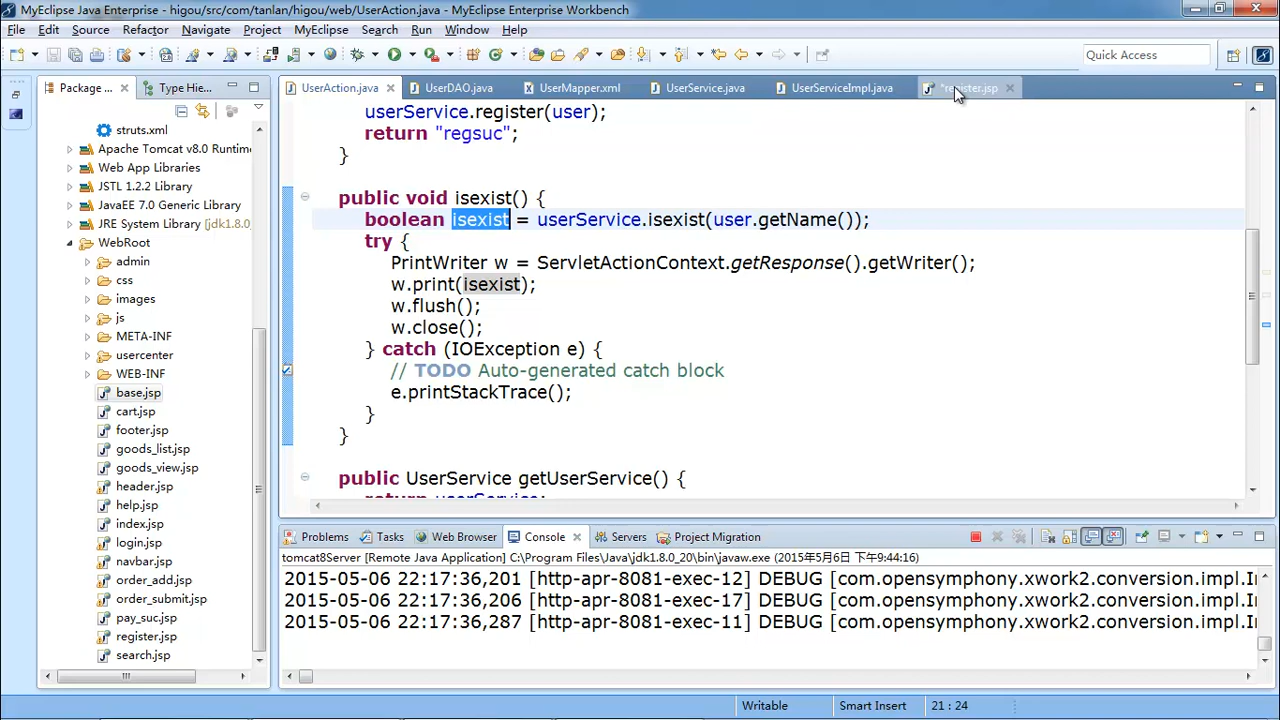 MyEclipse Java Enterprise - higou/src/com/tanlan/higou/web/UserAction.java - MyEclipse Enterprise Workbench
File Edit Source Refactor Navigate Project MyEclipse Search Run Window Help
Quick Access
Package ...
Type Hie...
UserAction.java
UserDAO.java
UserMapper.xml
UserService.java
UserServiceImpl.java
*register.jsp
struts.xml
Apache Tomcat v8.0 Runtime
Web App Libraries
JSTL 1.2.2 Library
JavaEE 7.0 Generic Library
JRE System Library [jdk1.8.0
WebRoot
admin
css
images
js
META-INF
usercenter
WEB-INF
base.jsp
cart.jsp
footer.jsp
goods_list.jsp
goods_view.jsp
header.jsp
help.jsp
index.jsp
login.jsp
navbar.jsp
order_add.jsp
order_submit.jsp
pay_suc.jsp
register.jsp
search.jsp
userService.register(user);
return "regsuc";
}
public void isexist() {
boolean isexist = userService.isexist(user.getName());
try {
PrintWriter w = ServletActionContext.getResponse().getWriter();
w.print(isexist);
w.flush();
w.close();
} catch (IOException e) {
// TODO Auto-generated catch block
e.printStackTrace();
}
}
public UserService getUserService() {
return userService;
Problems Tasks Web Browser Console Servers Project Migration
tomcat8Server [Remote Java Application] C:\Program Files\Java\jdk1.8.0_20\bin\javaw.exe (2015年5月6日 下午9:44:16)
2015-05-06 22:17:36,201 [http-apr-8081-exec-12] DEBUG [com.opensymphony.xwork2.conversion.impl.In
2015-05-06 22:17:36,206 [http-apr-8081-exec-17] DEBUG [com.opensymphony.xwork2.conversion.impl.In
2015-05-06 22:17:36,287 [http-apr-8081-exec-11] DEBUG [com.opensymphony.xwork2.conversion.impl.In
Writable
Smart Insert
21 : 24